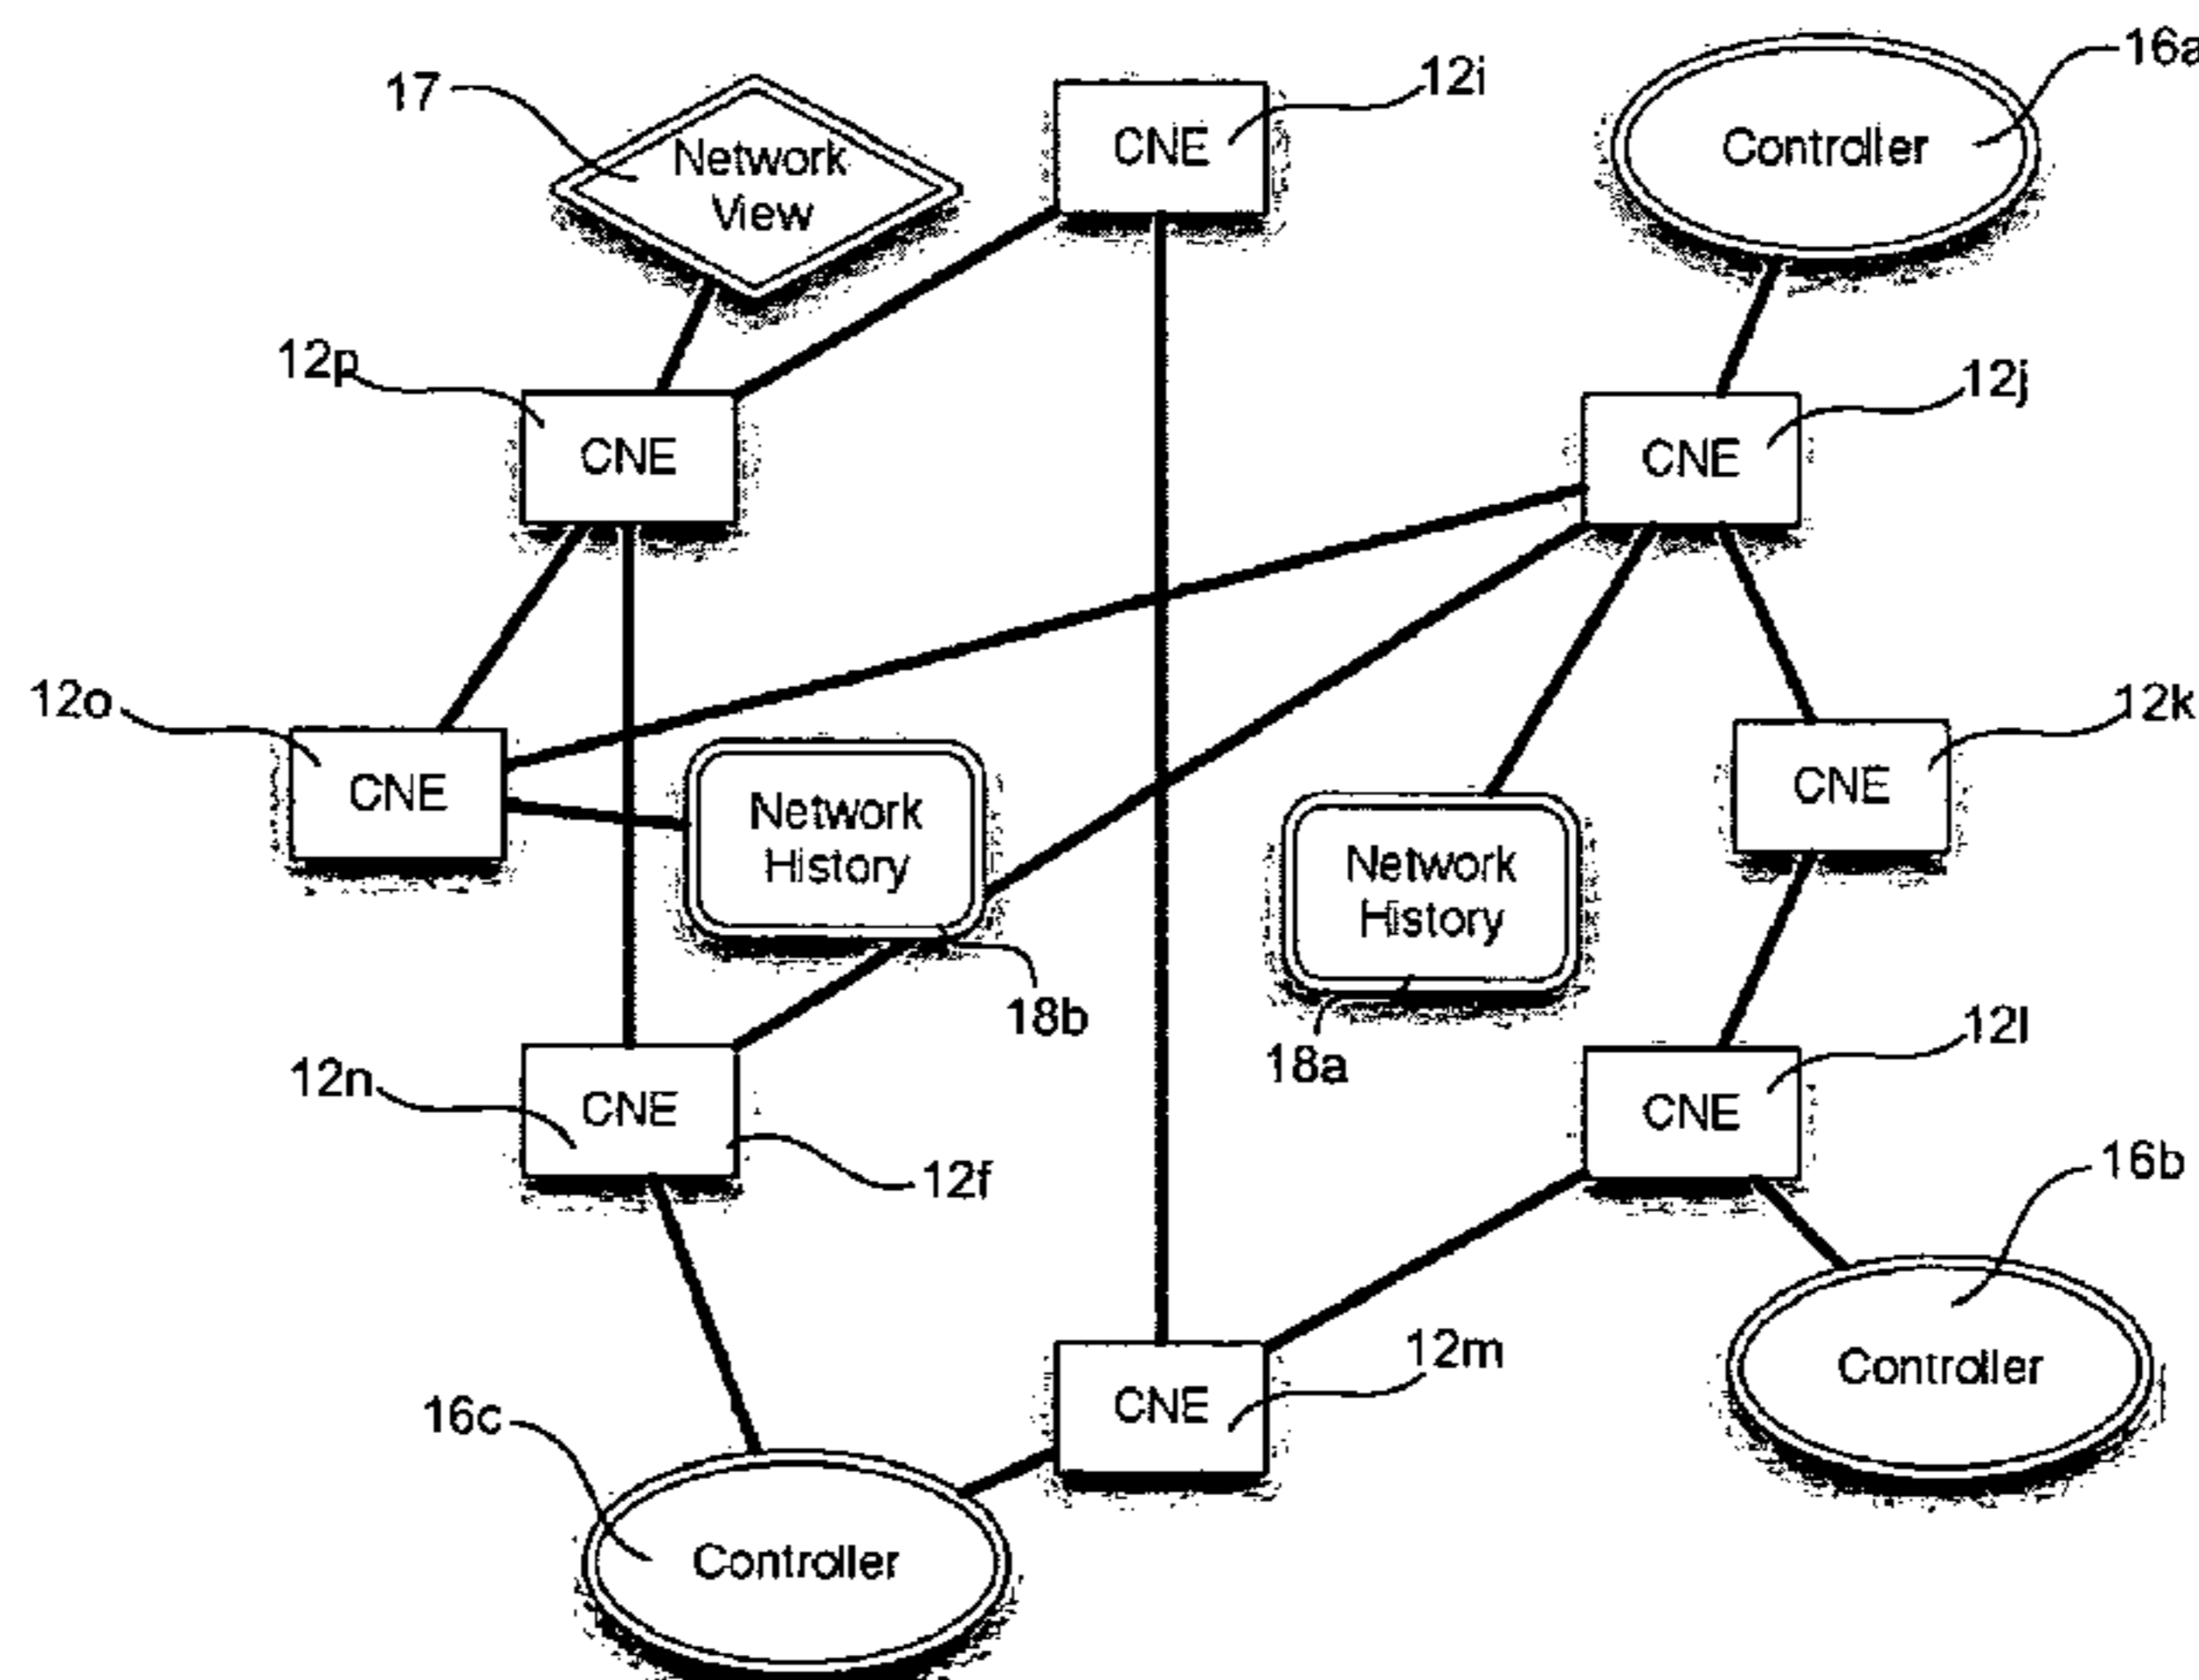 17
Network
View
CNE
12i
Controller
16a
12p
CNE
CNE
12j
12o
CNE
Network
History
18b
Network
History
18a
CNE
12k
12n
CNE
12f
CNE
12l
16b
Controller
CNE
12m
16c
Controller